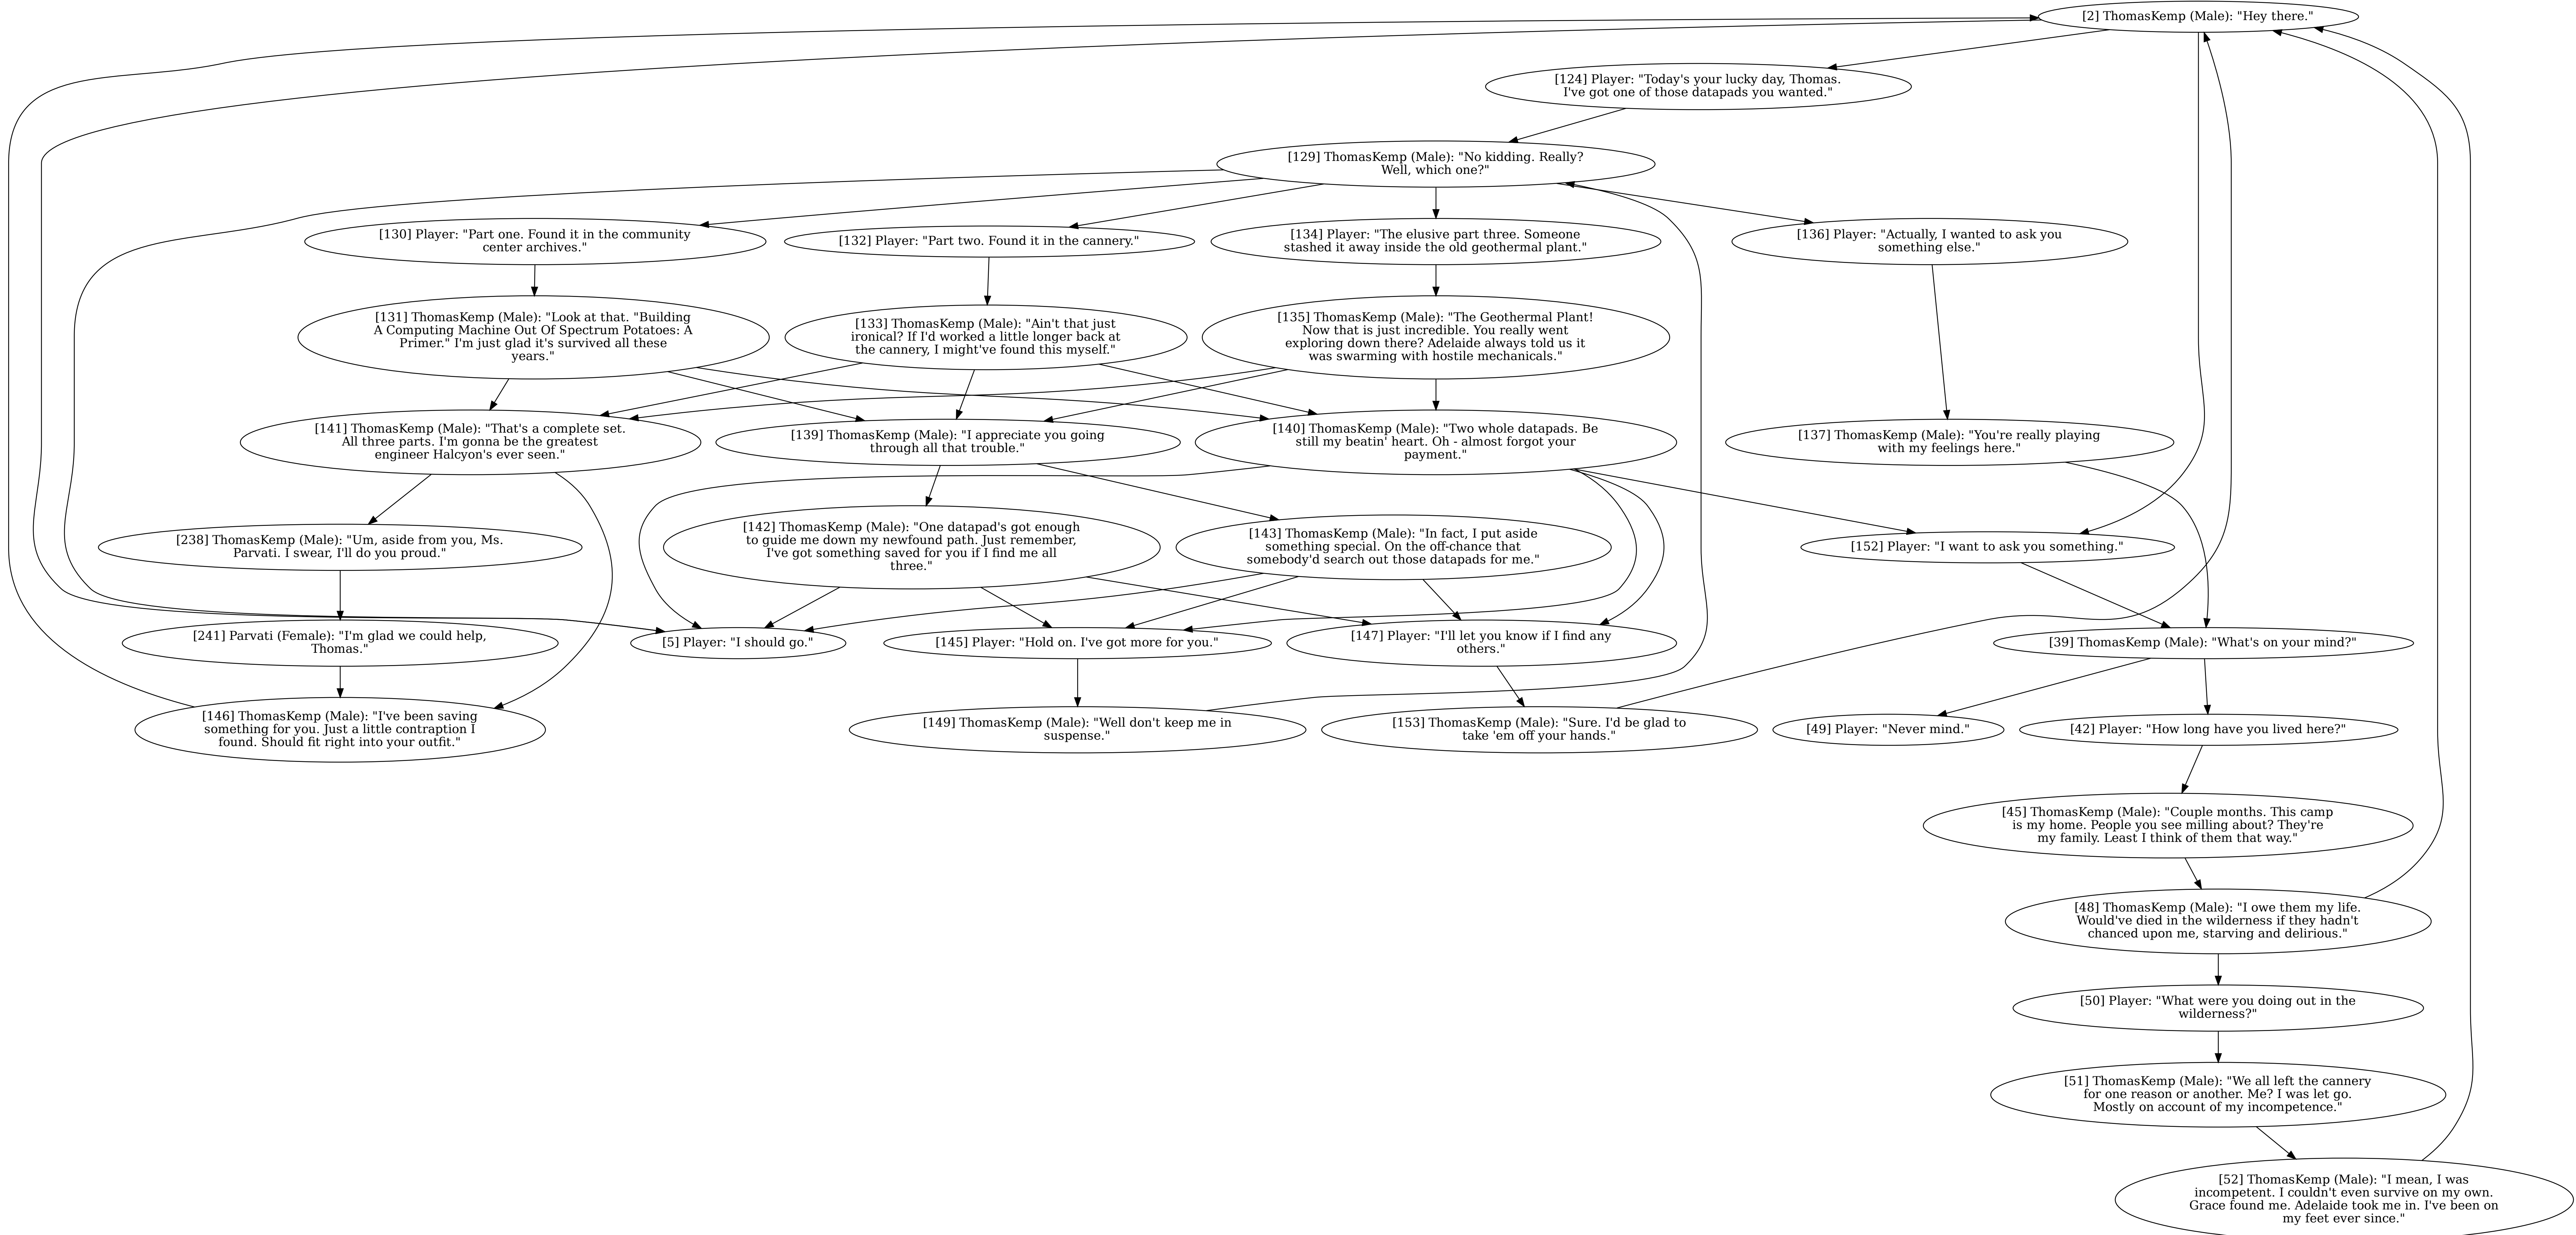 [2] ThomasKemp (Male): "Hey there."
[124] Player: "Today's your lucky day, Thomas.
I've got one of those datapads you wanted."
[129] ThomasKemp (Male): "No kidding. Really?
Well, which one?"
[130] Player: "Part one. Found it in the community
center archives."
[132] Player: "Part two. Found it in the cannery."
[134] Player: "The elusive part three. Someone
stashed it away inside the old geothermal plant."
[136] Player: "Actually, I wanted to ask you
something else."
[131] ThomasKemp (Male): "Look at that. "Building
A Computing Machine Out Of Spectrum Potatoes: A
Primer." I'm just glad it's survived all these
years."
[133] ThomasKemp (Male): "Ain't that just
ironical? If I'd worked a little longer back at
the cannery, I might've found this myself."
[135] ThomasKemp (Male): "The Geothermal Plant!
Now that is just incredible. You really went
exploring down there? Adelaide always told us it
was swarming with hostile mechanicals."
[141] ThomasKemp (Male): "That's a complete set.
All three parts. I'm gonna be the greatest
engineer Halcyon's ever seen."
[139] ThomasKemp (Male): "I appreciate you going
through all that trouble."
[140] ThomasKemp (Male): "Two whole datapads. Be
still my beatin' heart. Oh - almost forgot your
payment."
[137] ThomasKemp (Male): "You're really playing
with my feelings here."
[238] ThomasKemp (Male): "Um, aside from you, Ms.
Parvati. I swear, I'll do you proud."
[142] ThomasKemp (Male): "One datapad's got enough
to guide me down my newfound path. Just remember,
I've got something saved for you if I find me all
three."
[143] ThomasKemp (Male): "In fact, I put aside
something special. On the off-chance that
somebody'd search out those datapads for me."
[152] Player: "I want to ask you something."
[241] Parvati (Female): "I'm glad we could help,
Thomas."
[5] Player: "I should go."
[145] Player: "Hold on. I've got more for you."
[147] Player: "I'll let you know if I find any
others."
[39] ThomasKemp (Male): "What's on your mind?"
[146] ThomasKemp (Male): "I've been saving
something for you. Just a little contraption I
found. Should fit right into your outfit."
[149] ThomasKemp (Male): "Well don't keep me in
suspense."
[153] ThomasKemp (Male): "Sure. I'd be glad to
take 'em off your hands."
[49] Player: "Never mind."
[42] Player: "How long have you lived here?"
[45] ThomasKemp (Male): "Couple months. This camp
is my home. People you see milling about? They're
my family. Least I think of them that way."
[48] ThomasKemp (Male): "I owe them my life.
Would've died in the wilderness if they hadn't
chanced upon me, starving and delirious."
[50] Player: "What were you doing out in the
wilderness?"
[51] ThomasKemp (Male): "We all left the cannery
for one reason or another. Me? I was let go.
Mostly on account of my incompetence."
[52] ThomasKemp (Male): "I mean, I was
incompetent. I couldn't even survive on my own.
Grace found me. Adelaide took me in. I've been on
my feet ever since."